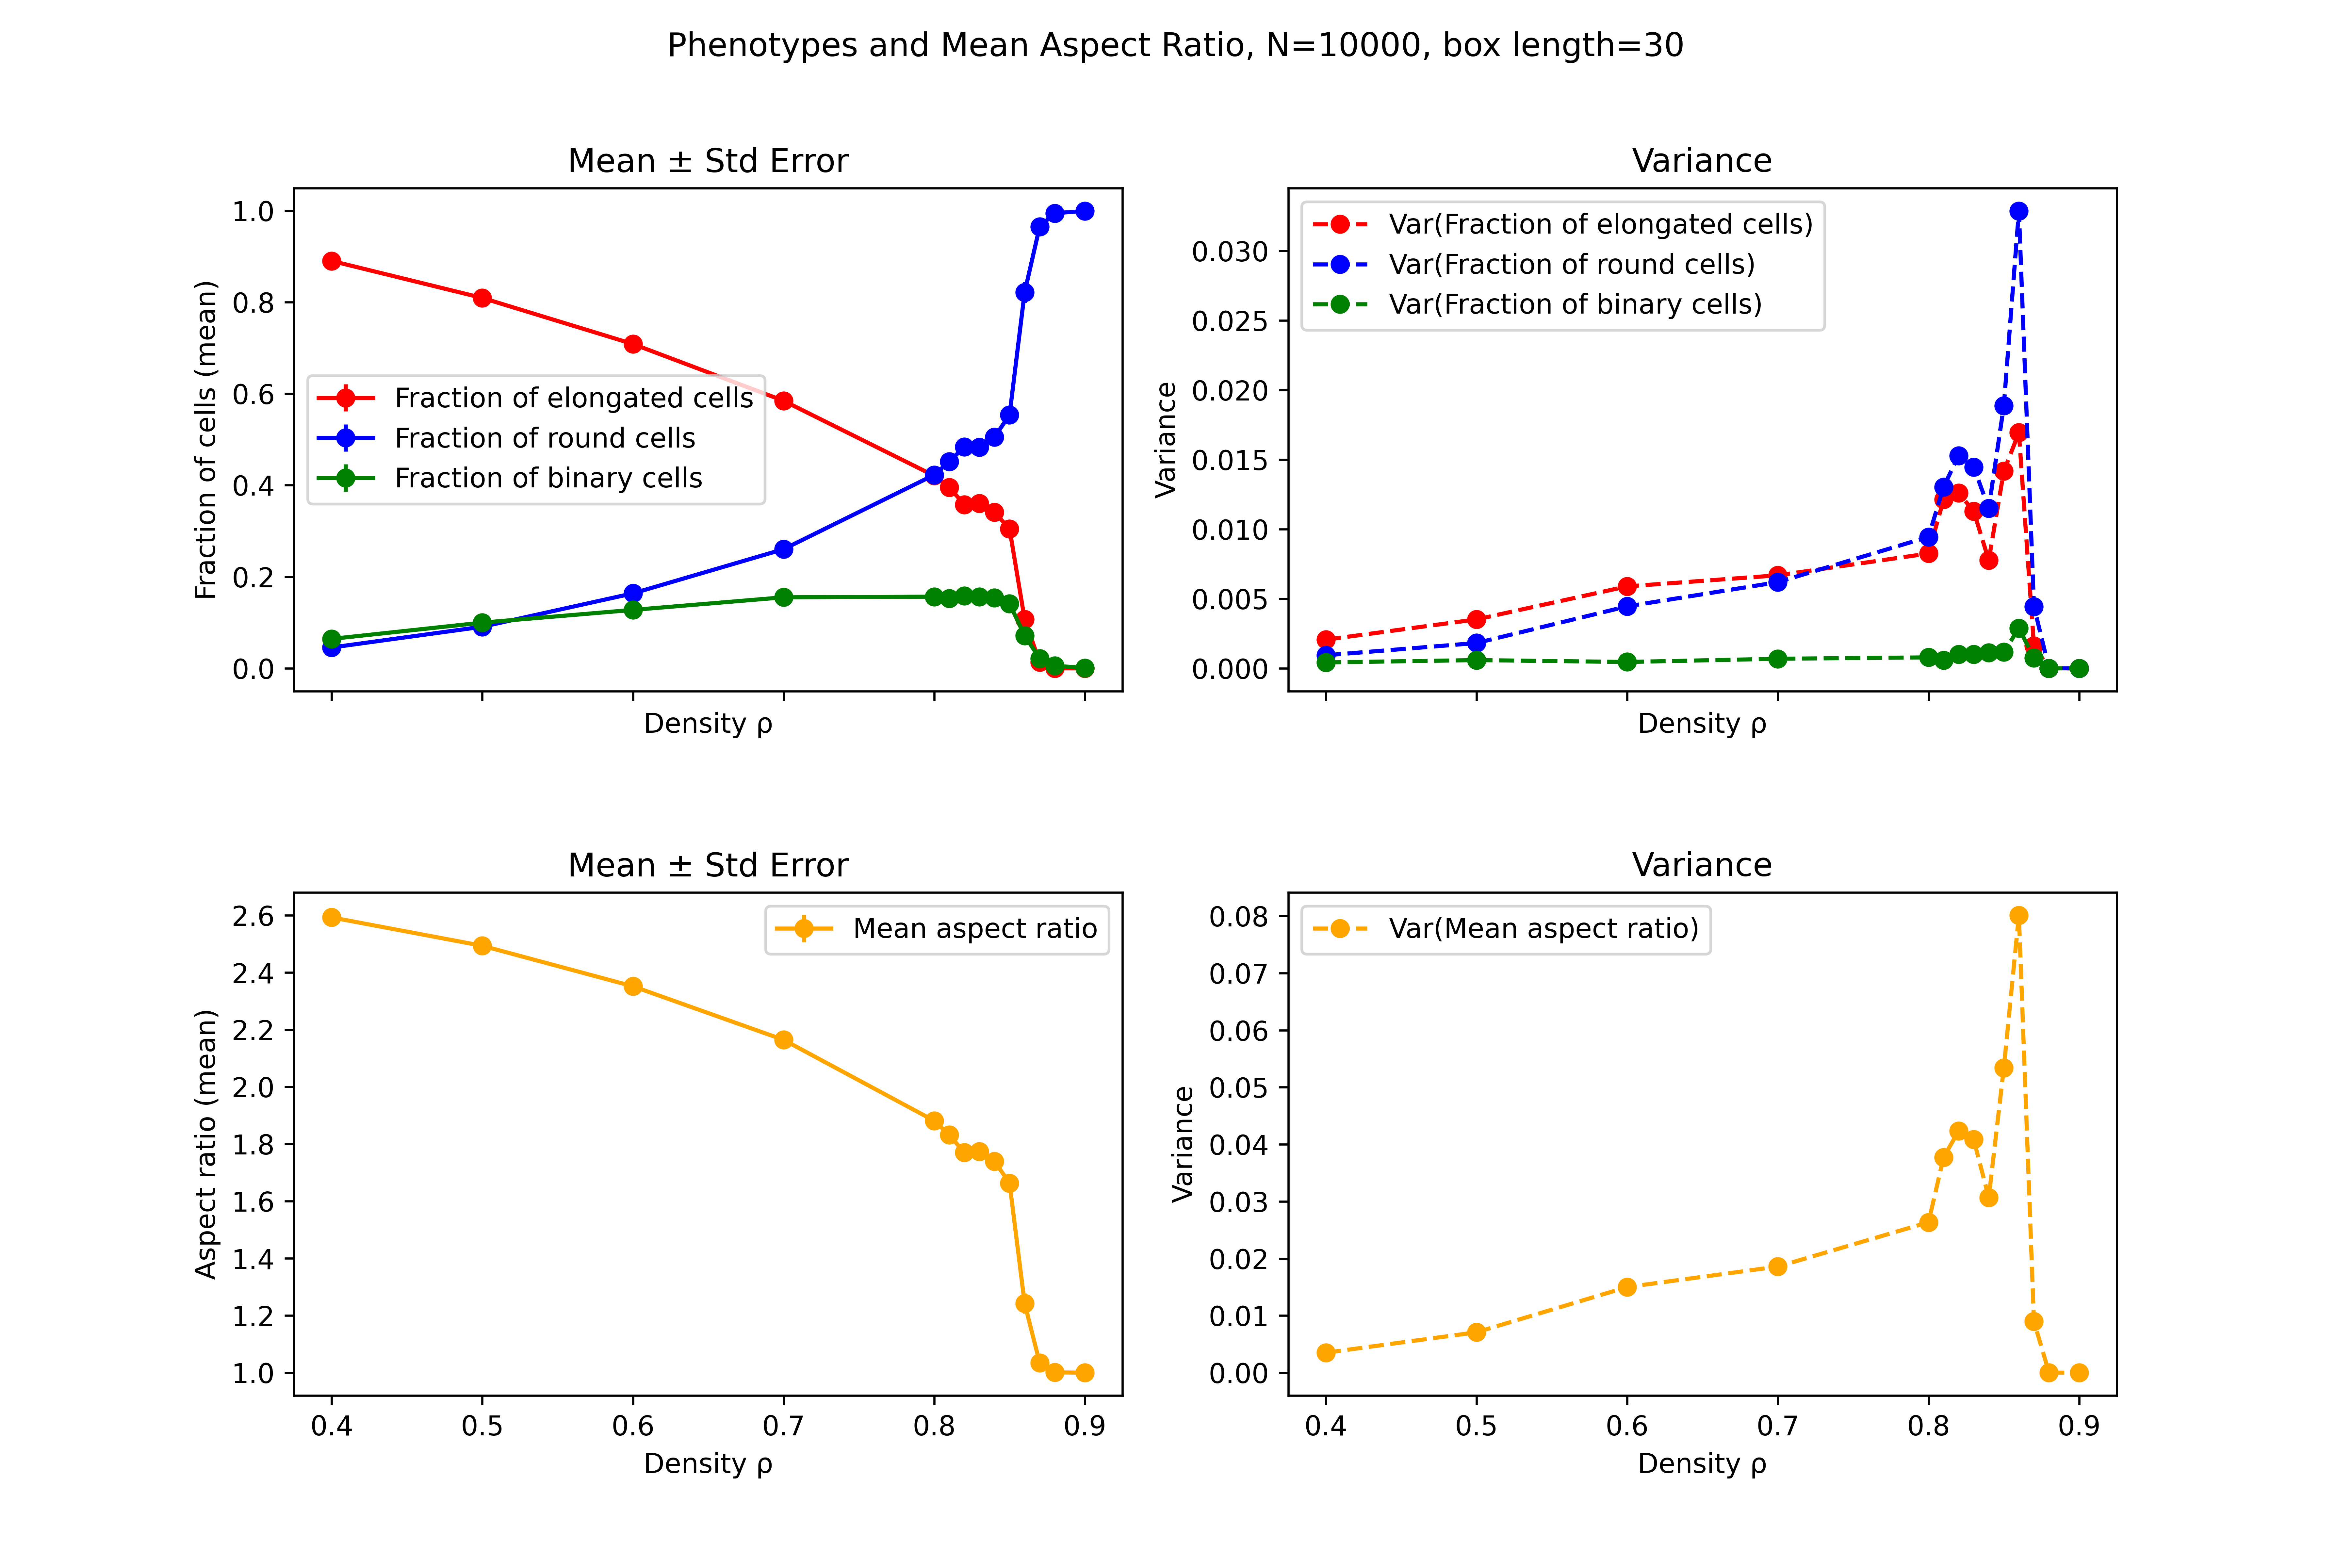 Phenotypes and Mean Aspect Ratio, N=10000, box length=30
Mean ± Std Error
Fraction of cells (mean)
1.0
0.8
0.6
0.4
0.2
0.0
Fraction of elongated cells
Fraction of round cells
Fraction of binary cells
Density ρ
Variance
Variance
0.030
0.025
0.020
0.015
0.010
0.005
0.000
Var(Fraction of elongated cells)
Var(Fraction of round cells)
Var(Fraction of binary cells)
Density ρ
Mean ± Std Error
Aspect ratio (mean)
2.6
2.4
2.2
2.0
1.8
1.6
1.4
1.2
1.0
Mean aspect ratio
0.4 0.5 0.6 0.7 0.8 0.9
Density ρ
Variance
Variance
0.08
0.07
0.06
0.05
0.04
0.03
0.02
0.01
0.00
Var(Mean aspect ratio)
0.4 0.5 0.6 0.7 0.8 0.9
Density ρ